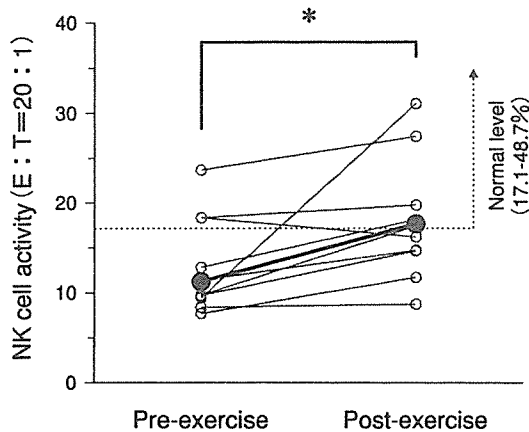 *
40
30
20
10
0
NK cell activity (E : T=20 : 1)
Normal level
(17.1-48.7%)
Pre-exercise
Post-exercise